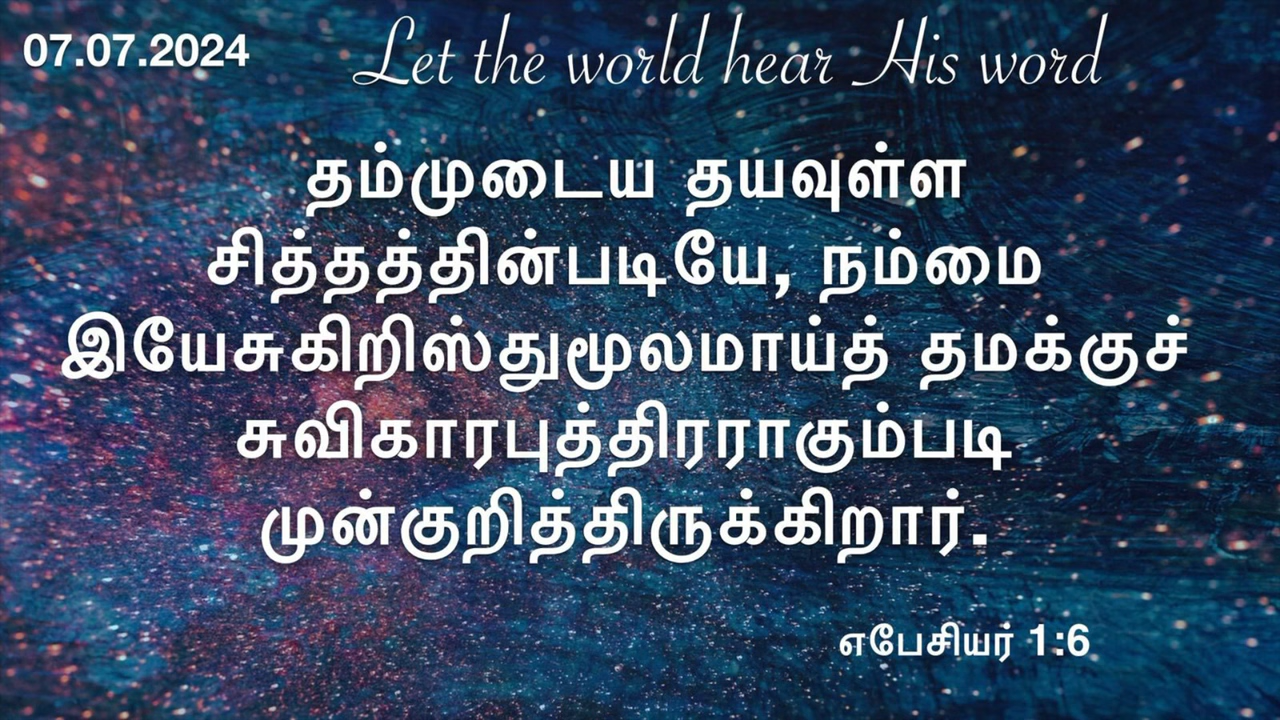 07.07.2024
Let the world hear His word
தம்முடைய தயவுள்ள
சித்தத்தின்படியே, நம்மை
இயேசுகிறிஸ்துமூலமாய்த் தமக்குச்
சுவிகாரபுத்திரராகும்படி
முன்குறித்திருக்கிறார்.
எபேசியர் 1:6